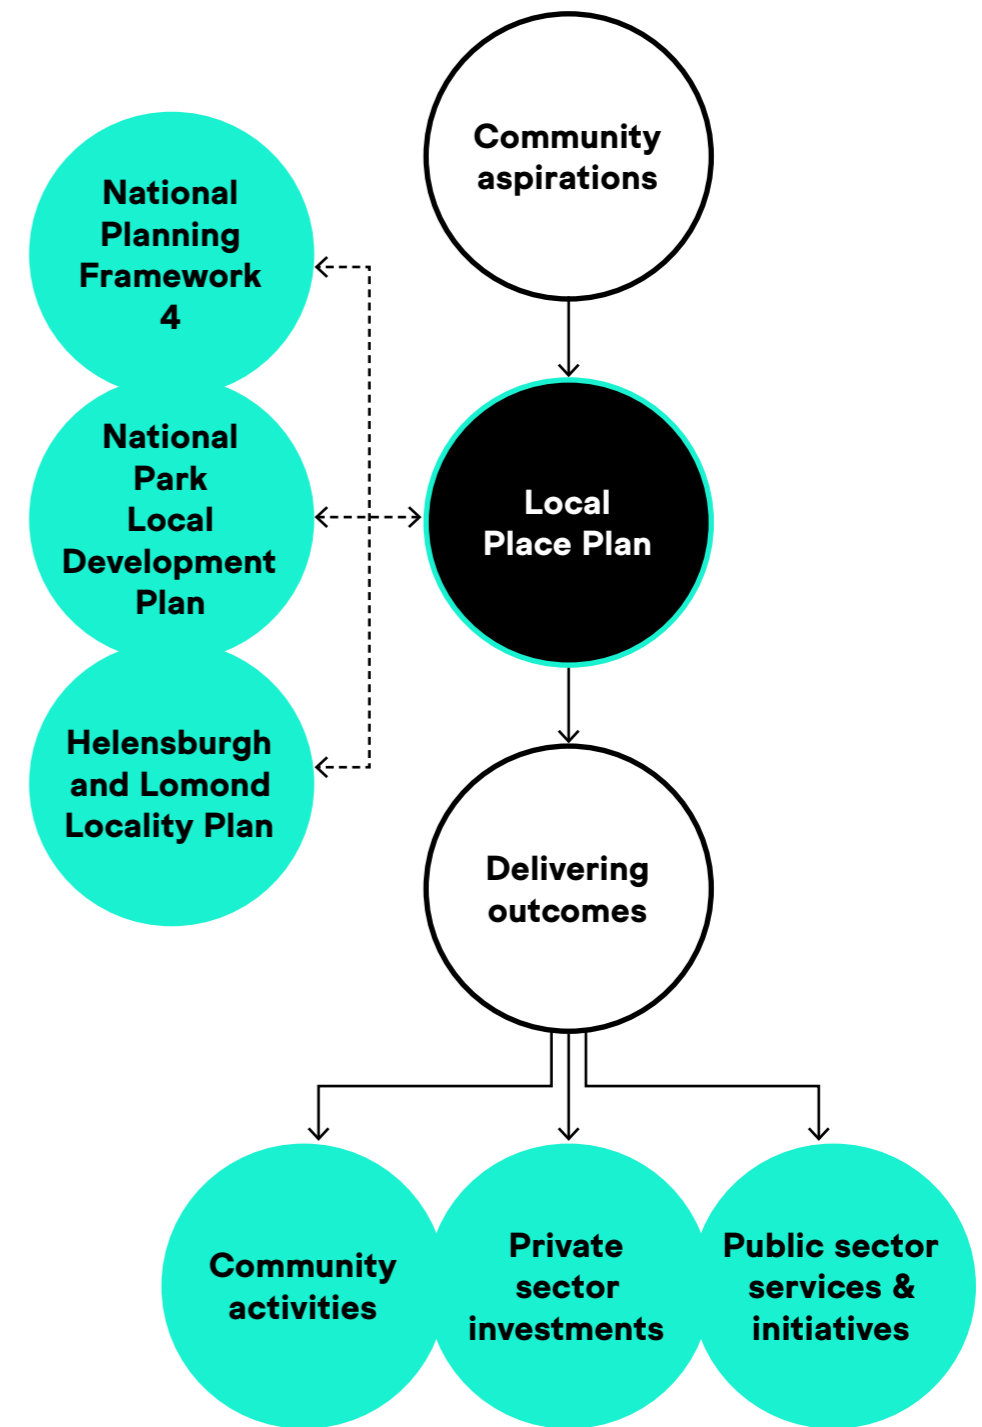 Community
aspirations
National
Planning
Framework
4
National
Park
Local
Development
Plan
Local
Place Plan
Helensburgh
and Lomond
Locality Plan
Delivering
outcomes
Community
activities
Private
sector
investments
Public sector
services &
initiatives